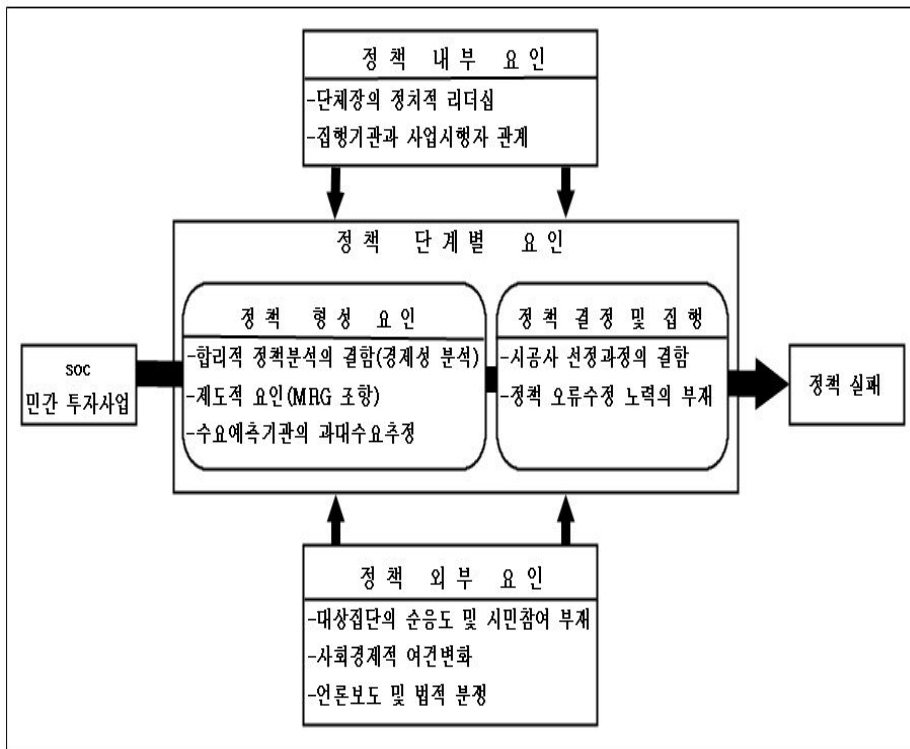 정책 내부 요인
-단체장의 정치적 리더십
-집행기관과 사업시행자 관계
정책 단계별 요인
정책 형성 요인
-합리적 정책분석의 결함(경제성 분석)
-제도적 요인(MRG 조항)
-수요예측기관의 과대수요추정
정책 결정 및 집행
-시공사 선정과정의 결함
-정책 오류수정 노력의 부재
soc
민간 투자사업
정책 실패
정책 외부 요인
-대상집단의 순응도 및 시민참여 부재
-사회경제적 여건변화
-언론보도 및 법적 분쟁